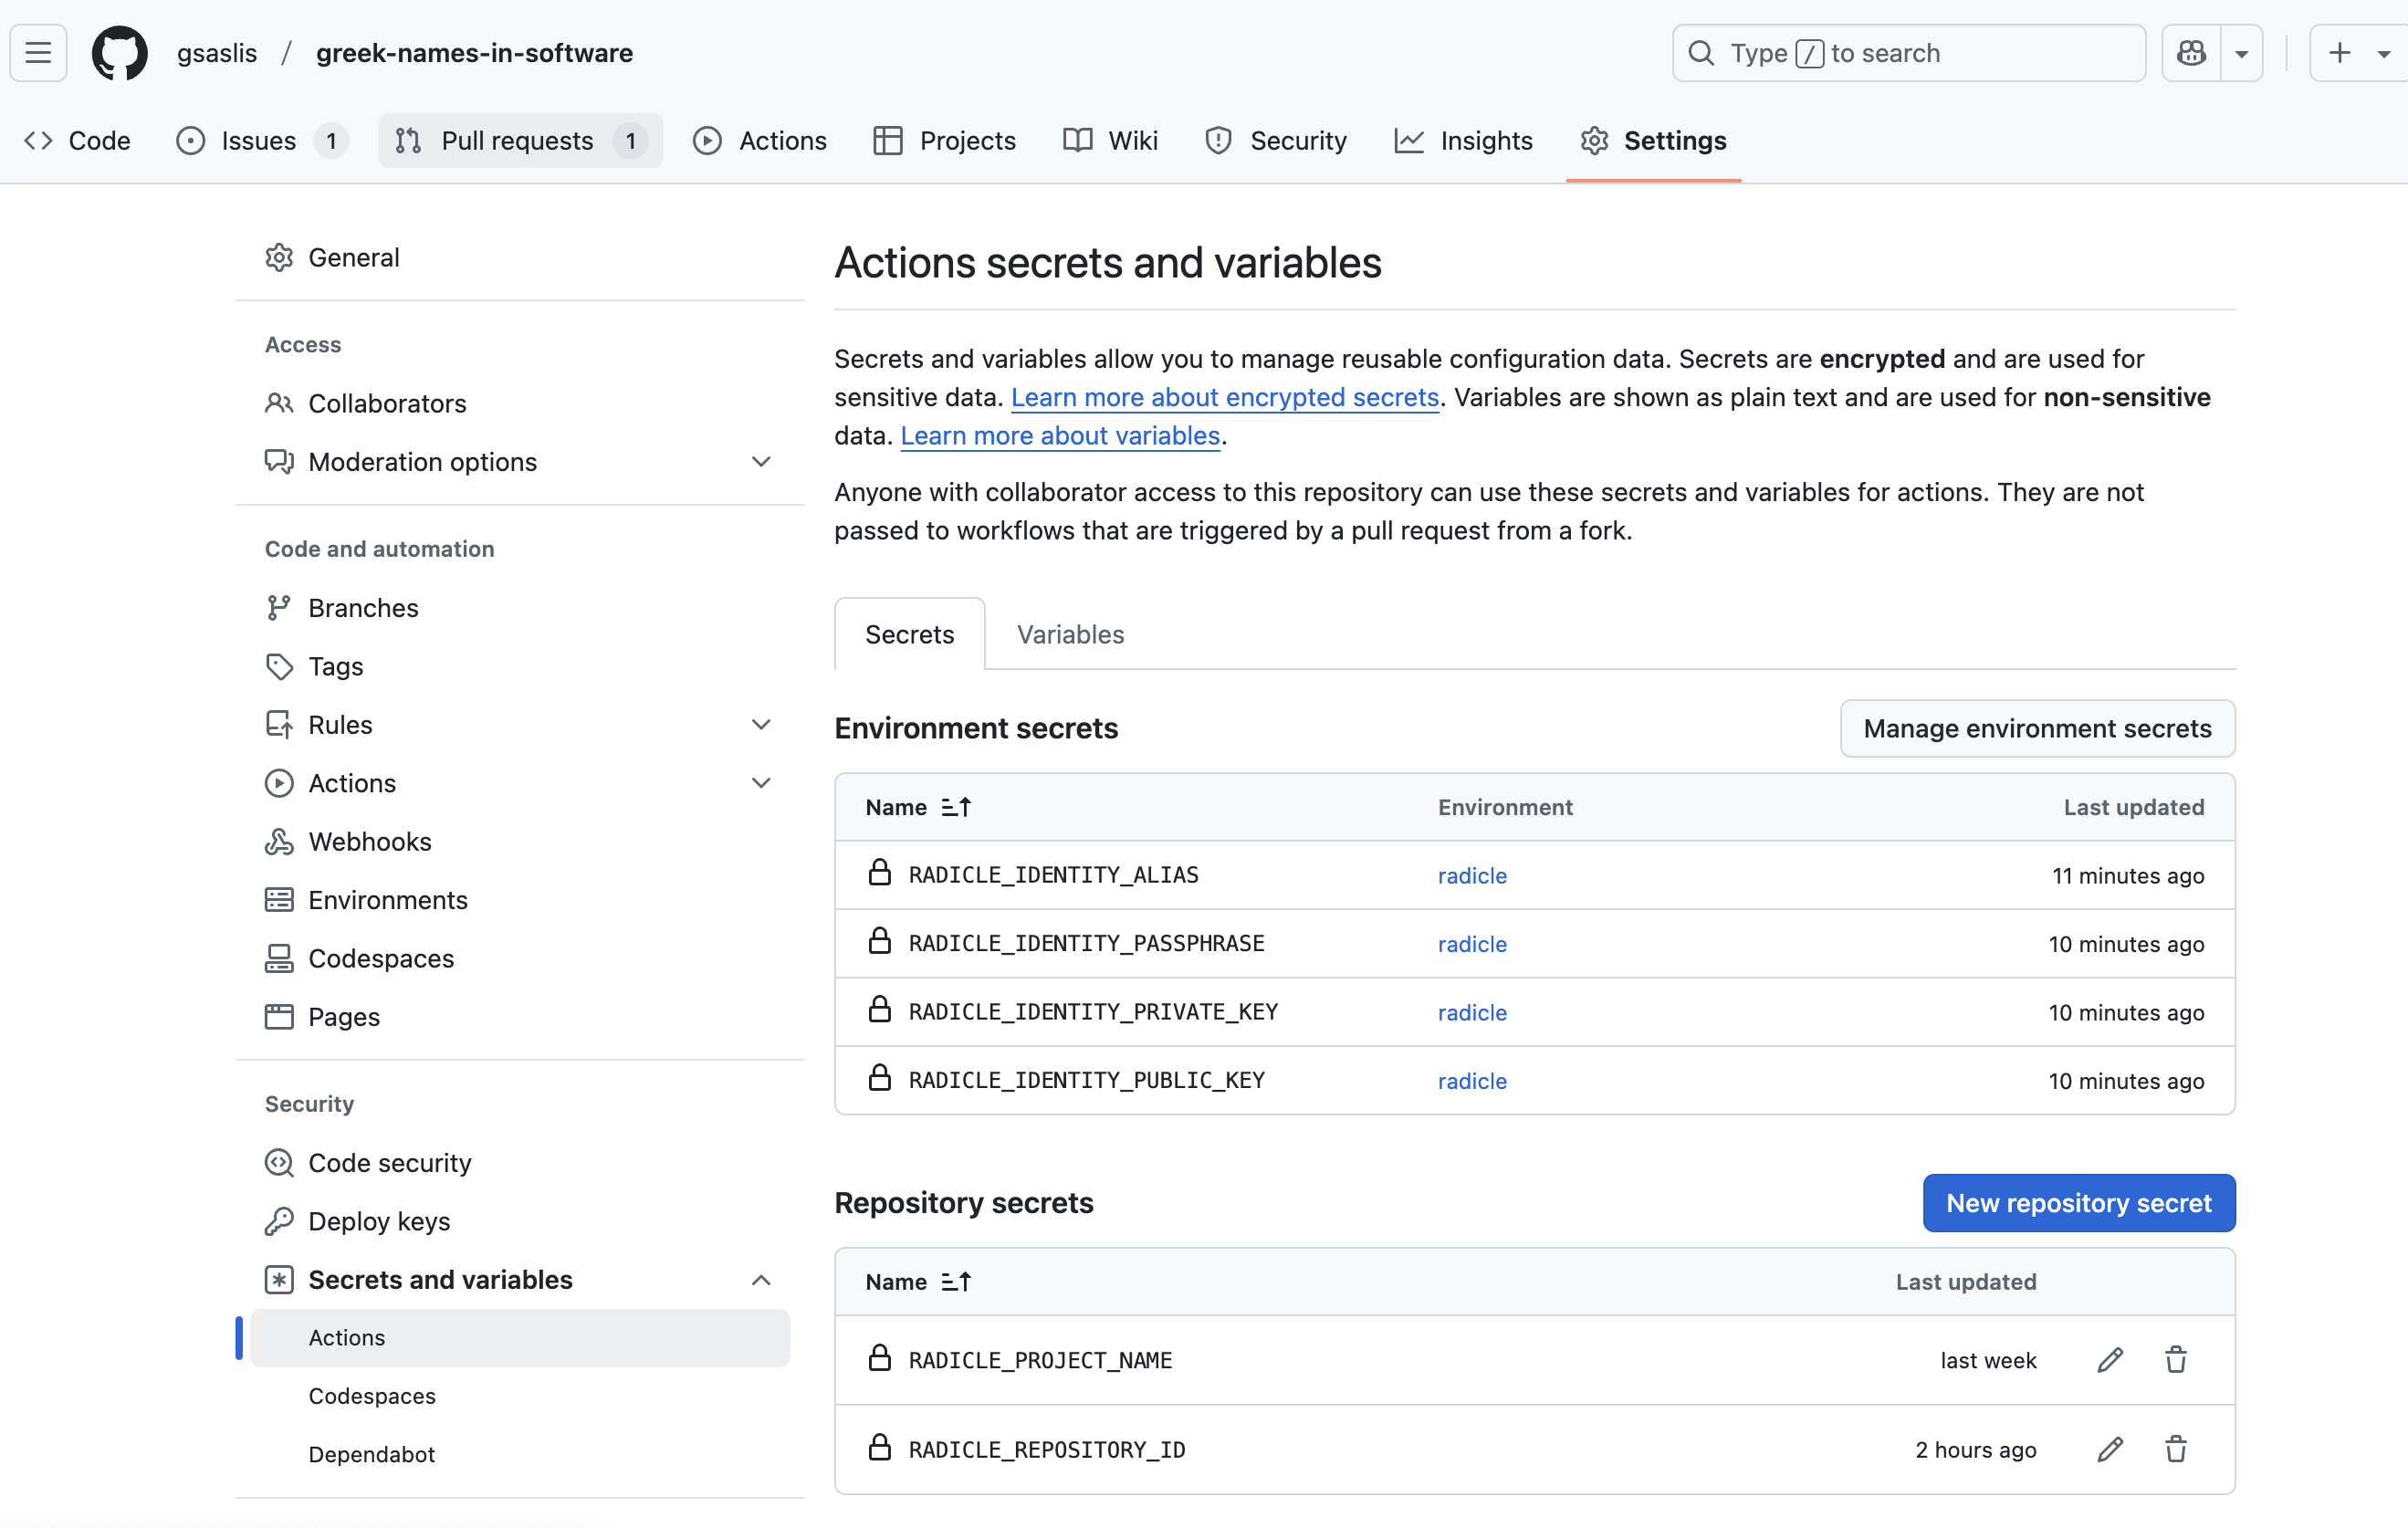 gsaslis / greek-names-in-software
Type / to search
Code
Issues 1
Pull requests 1
Actions
Projects
Wiki
Security
Insights
Settings
General
Access
Collaborators
Moderation options
Code and automation
Branches
Tags
Rules
Actions
Webhooks
Environments
Codespaces
Pages
Security
Code security
Deploy keys
Secrets and variables
Actions
Codespaces
Dependabot
Actions secrets and variables
Secrets and variables allow you to manage reusable configuration data. Secrets are encrypted and are used for
sensitive data. Learn more about encrypted secrets. Variables are shown as plain text and are used for non-sensitive
data. Learn more about variables.
Anyone with collaborator access to this repository can use these secrets and variables for actions. They are not
passed to workflows that are triggered by a pull request from a fork.
Secrets Variables
Environment secrets
Manage environment secrets
Name Environment Last updated
RADICLE_IDENTITY_ALIAS radicle 11 minutes ago
RADICLE_IDENTITY_PASSPHRASE radicle 10 minutes ago
RADICLE_IDENTITY_PRIVATE_KEY radicle 10 minutes ago
RADICLE_IDENTITY_PUBLIC_KEY radicle 10 minutes ago
Repository secrets
New repository secret
Name Last updated
RADICLE_PROJECT_NAME last week
RADICLE_REPOSITORY_ID 2 hours ago